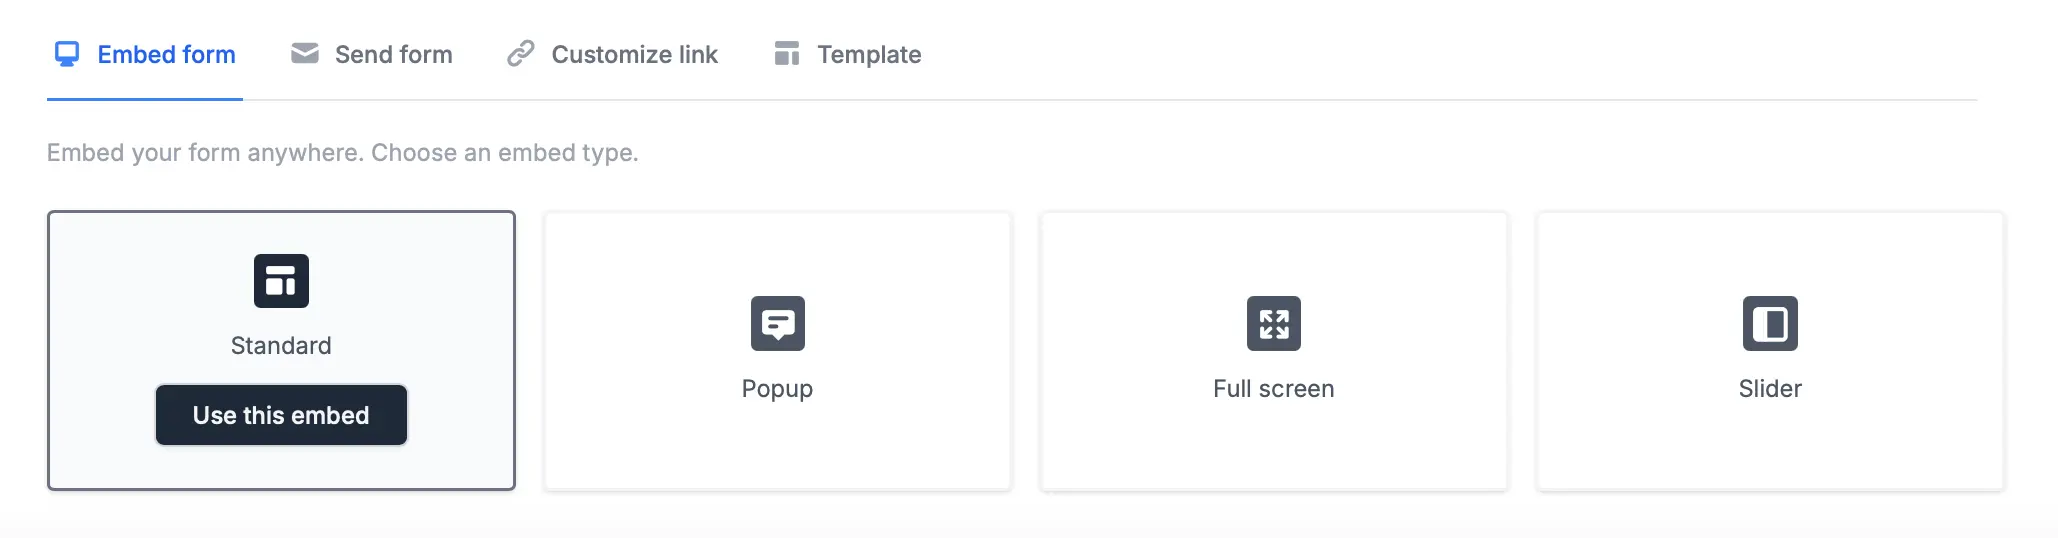 Embed form
Send form
Customize link
Template
Embed your form anywhere. Choose an embed type.
Standard
Use this embed
Popup
Full screen
Slider